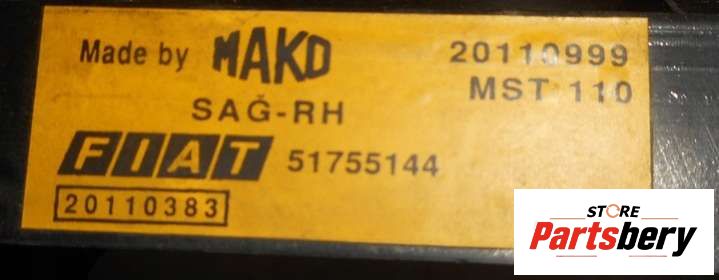 Made by MAKO
20110999
MST 110
SAĞ-RH
FIAT 51755144
20110383
STORE
Partsbery